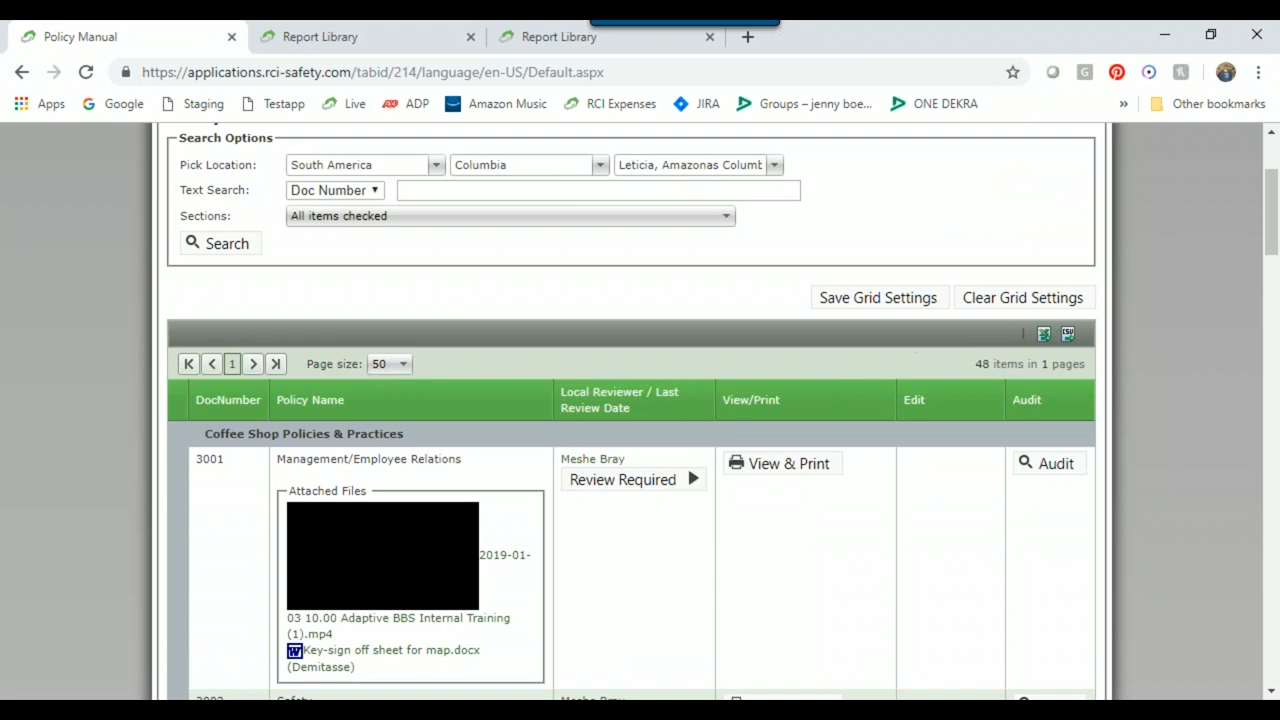 Policy Manual
Report Library
Report Library
https://applications.rci-safety.com/tabid/214/language/en-US/Default.aspx
Apps Google Staging Testapp Live ADP Amazon Music RCI Expenses JIRA Groups – jenny boe... ONE DEKRA » Other bookmarks
Search Options
Pick Location: South America Columbia Leticia, Amazonas Columb
Text Search: Doc Number
Sections: All items checked
Search
Save Grid Settings Clear Grid Settings
CSV
1 Page size: 50 48 items in 1 pages
DocNumber Policy Name Local Reviewer / Last Review Date View/Print Edit Audit
Coffee Shop Policies & Practices
3001 Management/Employee Relations Meshe Bray View & Print Audit
Review Required
Attached Files
2019-01-
03 10.00 Adaptive BBS Internal Training
(1).mp4
Key-sign off sheet for map.docx
(Demitasse)